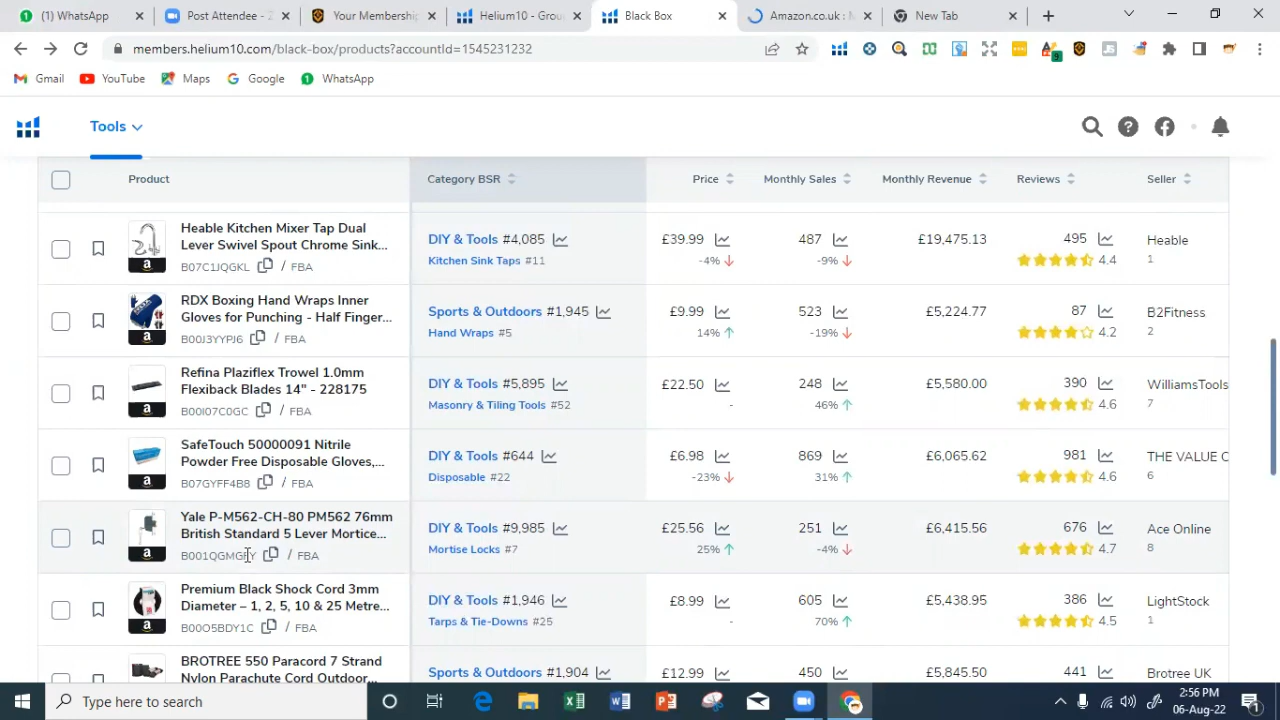 (1) WhatsApp
Post Attendee - Z
Your Membership
Helium10 - Grou
Black Box
Amazon.co.uk : M
New Tab
members.helium10.com/black-box/products?accountId=1545231232
9
Gmail
YouTube
Maps
Google
WhatsApp
Tools
Product
Category BSR
Price
Monthly Sales
Monthly Revenue
Reviews
Seller
Heable Kitchen Mixer Tap Dual
Lever Swivel Spout Chrome Sink...
B07C1JQGKL / FBA
DIY & Tools #4,085
Kitchen Sink Taps #11
£39.99
-4%
487
-9%
£19,475.13
495
4.4
Heable
1
RDX Boxing Hand Wraps Inner
Gloves for Punching - Half Finger...
B00J3YYPJ6 / FBA
Sports & Outdoors #1,945
Hand Wraps #5
£9.99
14%
523
-19%
£5,224.77
87
4.2
B2Fitness
2
Refina Plaziflex Trowel 1.0mm
Flexiback Blades 14" - 228175
B00I07C0GC / FBA
DIY & Tools #5,895
Masonry & Tiling Tools #52
£22.50
-
248
46%
£5,580.00
390
4.6
WilliamsTools
7
SafeTouch 50000091 Nitrile
Powder Free Disposable Gloves,...
B07GYFF4B8 / FBA
DIY & Tools #644
Disposable #22
£6.98
-23%
869
31%
£6,065.62
981
4.6
THE VALUE C
6
Yale P-M562-CH-80 PM562 76mm
British Standard 5 Lever Mortice...
/ FBA
DIY & Tools #9,985
Mortise Locks #7
£25.56
25%
251
-4%
£6,415.56
676
4.7
Ace Online
8
Premium Black Shock Cord 3mm
Diameter – 1, 2, 5, 10 & 25 Metre...
B00O5BDY1C / FBA
DIY & Tools #1,946
Tarps & Tie-Downs #25
£8.99
-
605
70%
£5,438.95
386
4.5
LightStock
1
BROTREE 550 Paracord 7 Strand
Nylon Parachute Cord Outdoor...
Sports & Outdoors #1,904
£12.99
450
£5,845.50
441
Brotree UK
Type here to search
2:56 PM
06-Aug-22